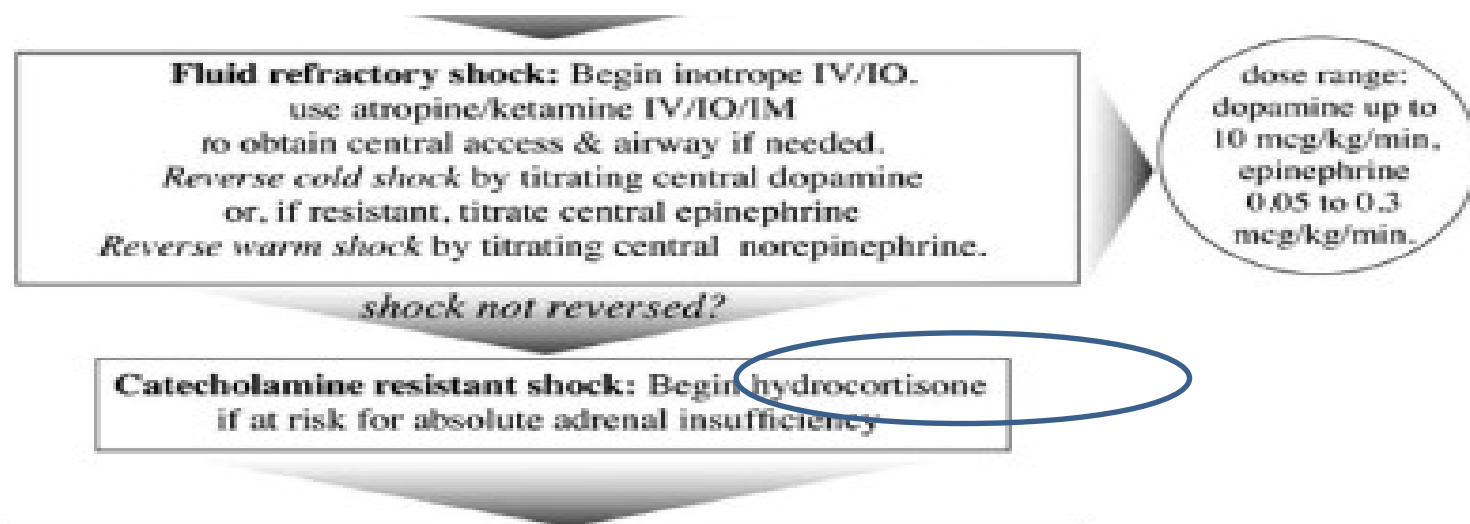 Fluid refractory shock: Begin inotrope IV/IO.
use atropine/ketamine IV/IO/IM
to obtain central access & airway if needed.
Reverse cold shock by titrating central dopamine
or, if resistant, titrate central epinephrine
Reverse warm shock by titrating central norepinephrine.
dose range:
dopamine up to
10 mcg/kg/min,
epinephrine
0.05 to 0.3
mcg/kg/min.
shock not reversed?
Catecholamine resistant shock: Begin hydrocortisone
if at risk for absolute adrenal insufficiency